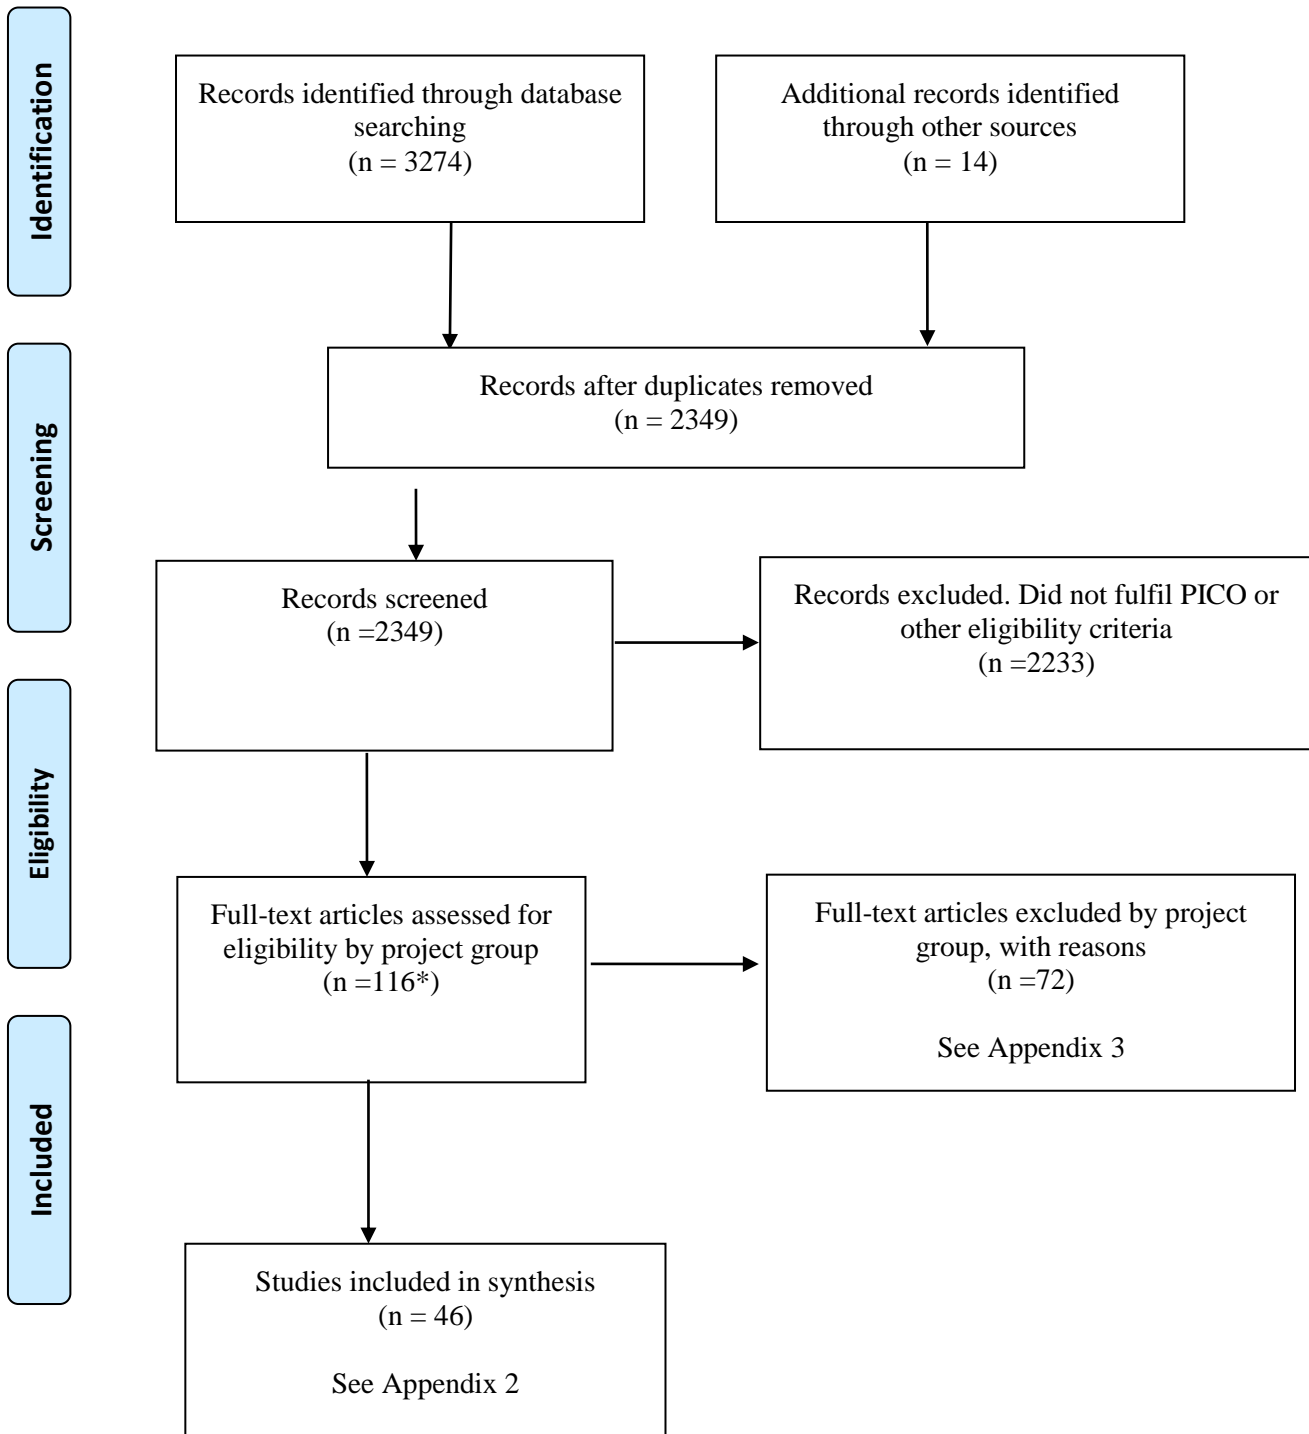 Identification
Records identified through database
searching
(n = 3274)
Additional records identified
through other sources
(n = 14)
Screening
Records after duplicates removed
(n = 2349)
Records screened
(n =2349)
Records excluded. Did not fulfil PICO or
other eligibility criteria
(n =2233)
Eligibility
Full-text articles assessed for
eligibility by project group
(n =116*)
Full-text articles excluded by project
group, with reasons
(n =72)
See Appendix 3
Included
Studies included in synthesis
(n = 46)
See Appendix 2